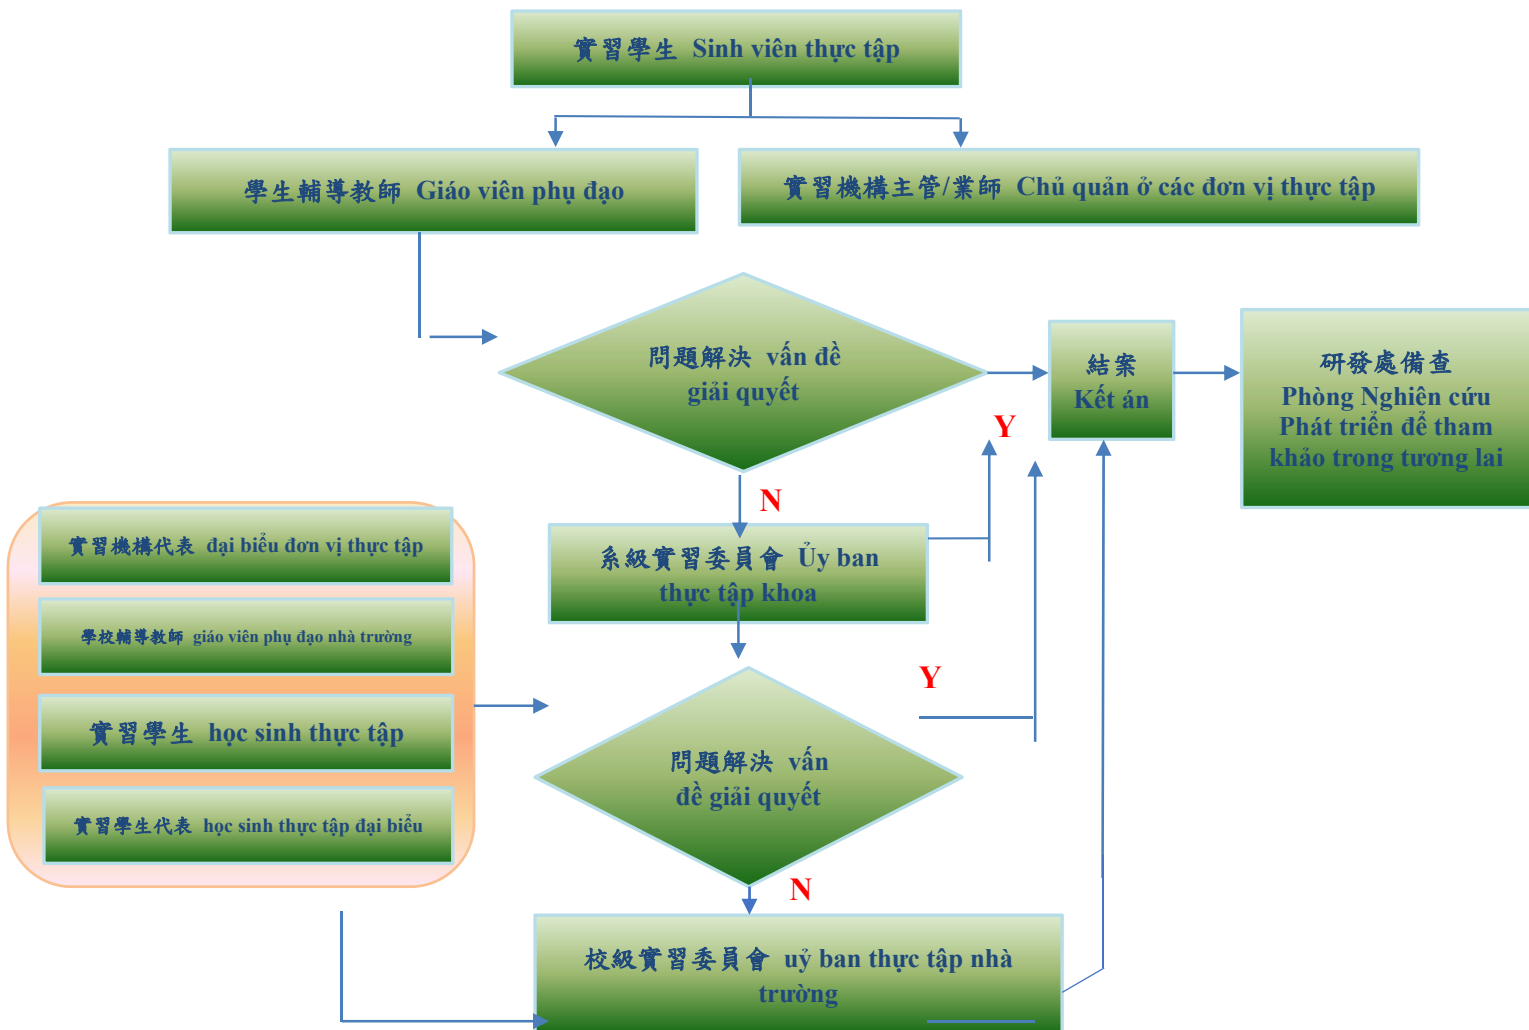 實習學生 Sinh viên thực tập
學生輔導教師 Giáo viên phụ đạo
實習機構主管/業師 Chủ quản ở các đơn vị thực tập
問題解決 vấn đề
giải quyết
結案
Kết án
研發處備查
Phòng Nghiên cứu
Phát triển để tham
khảo trong tương lai
Y
N
實習機構代表 đại biểu đơn vị thực tập
系級實習委員會 Ủy ban
thực tập khoa
學校輔導教師 giáo viên phụ đạo nhà trường
Y
實習學生 học sinh thực tập
問題解決 vấn
đề giải quyết
實習學生代表 học sinh thực tập đại biểu
N
校級實習委員會 uỷ ban thực tập nhà
trường